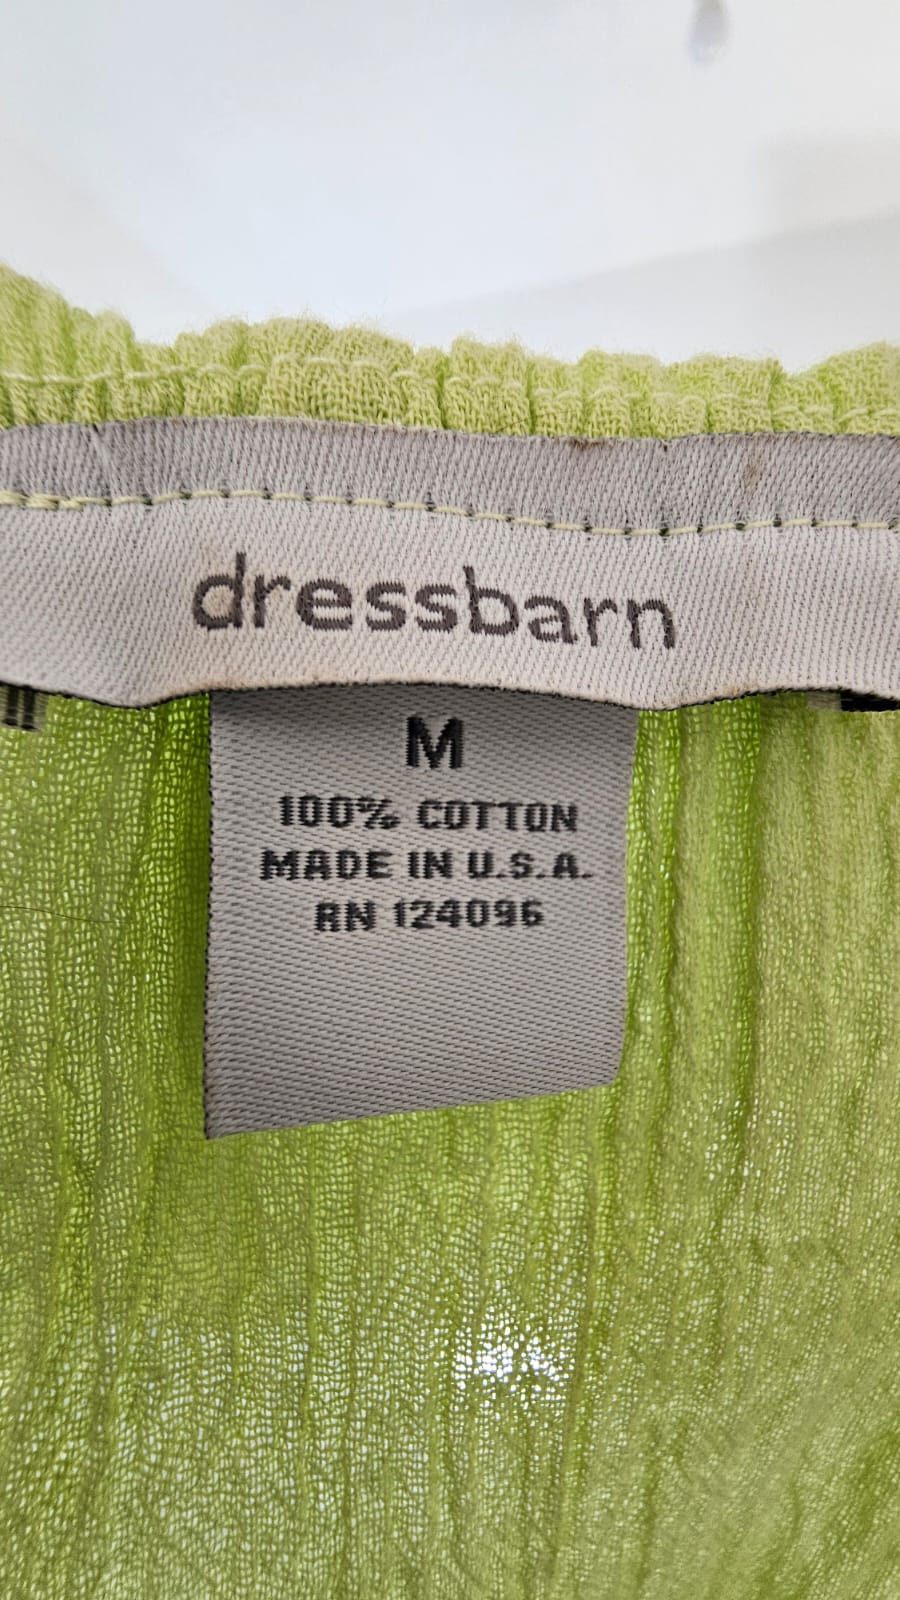 dressbarn
M
100% COTTON
MADE IN U.S.A.
RN 124096